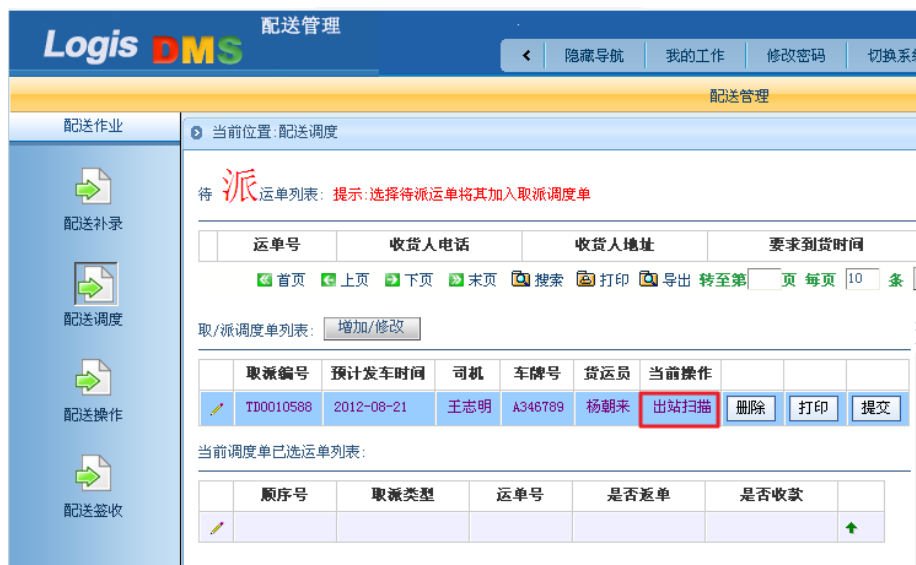 Logis DMS 配送管理
隐藏导航 我的工作 修改密码 切换系统
配送管理
配送作业
当前位置:配送调度
待派运单列表: 提示:选择待派运单将其加入取派调度单
配送补录
运单号 收货人电话 收货人地址 要求到货时间
首页 上页 下页 末页 搜索 打印 导出 转至第 页 每页 10 条
配送调度
取/派调度单列表: 增加/修改
取派编号 预计发车时间 司机 车牌号 货运员 当前操作
TD0010588 2012-08-21 王志明 A346789 杨朝来 出站扫描 删除 打印 提交
配送操作
当前调度单已选运单列表:
顺序号 取派类型 运单号 是否返单 是否收款
配送签收